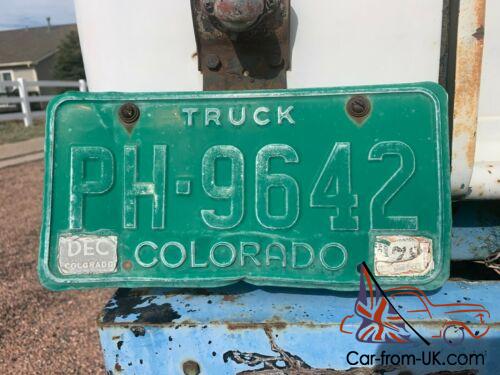 TRUCK
PH-9642
DEC
COLORADO
COLORADO
Car-from-UK.com